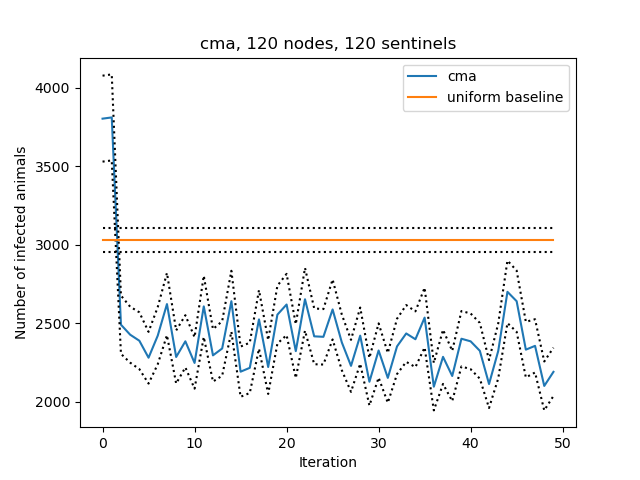 cma, 120 nodes, 120 sentinels
cma
uniform baseline
Number of infected animals
4000
3500
3000
2500
2000
0 10 20 30 40 50
Iteration